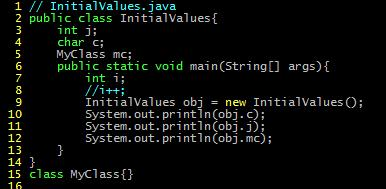 1 // InitialValues.java
2 public class InitialValues{
3     int j;
4     char c;
5     MyClass mc;
6     public static void main(String[] args){
7         int i;
8         //i++;
9         InitialValues obj = new InitialValues();
10         System.out.println(obj.c);
11         System.out.println(obj.j);
12         System.out.println(obj.mc);
13     }
14 }
15 class MyClass{}